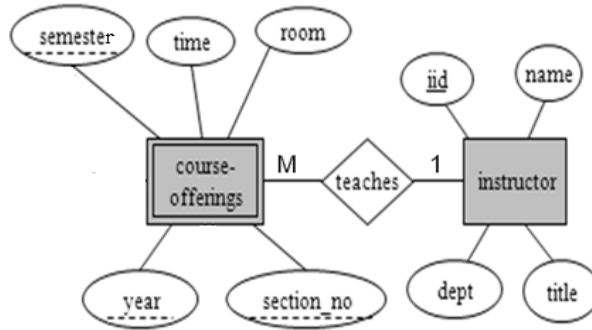 semester
time
room
iid
name
course-
offerings
M
teaches
1
instructor
year
section_no
dept
title